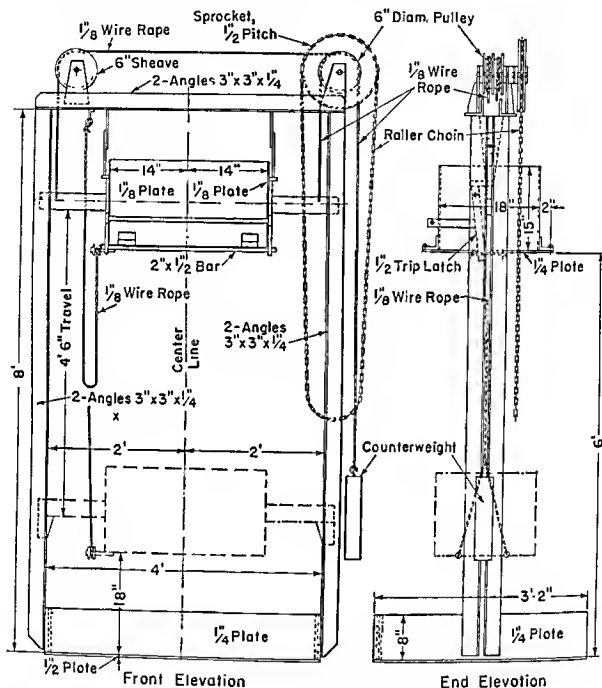 Sprocket,
1/2" Pitch
6" Diam. Pulley
1/8" Wire Rope
6" Sheave
2-Angles 3"x3"x1/4"
1/8" Wire
Rope
Raller Choin
14" 14"
1/8" Plate 1/8" Plate
18" 2"
15"
2"x1/2" Bar
1/2" Trip Latch
1/4" Plote
1/8" Wire Rope
1/8" Wire Rope
4' 6" Travel
8'
Center
Line
2-Angles
3"x3"x1/4"
2-Angles 3"x3"x1/4"
x
6'
2' 2'
Counterweight
4'
18"
3'-2"
1/4" Plate
8"
1/4" Plote
1/2" Plote
Front Elevation
End Elevotion